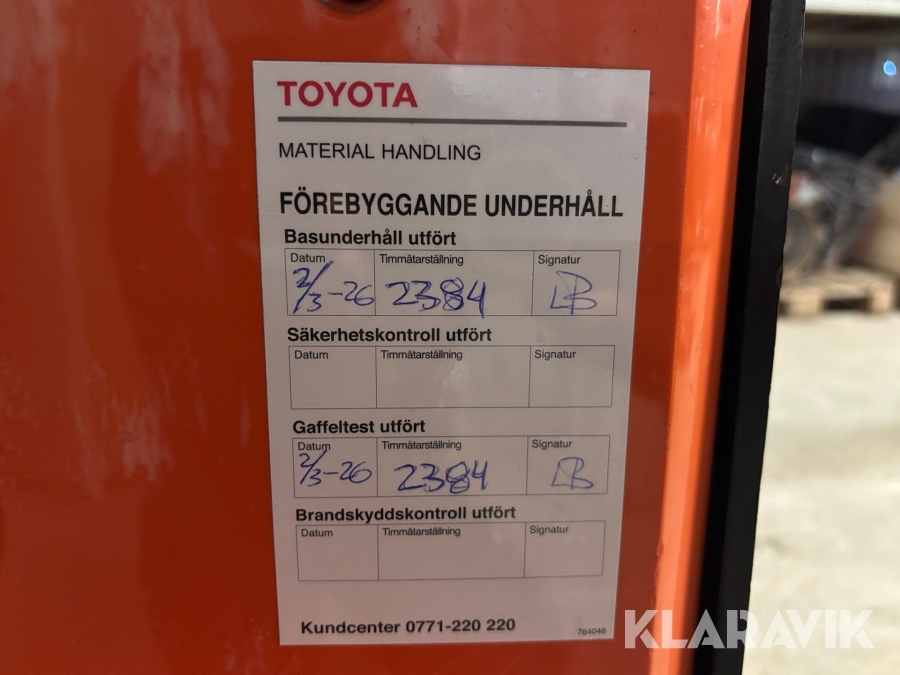 TOYOTA
MATERIAL HANDLING
FÖREBYGGANDE UNDERHÅLL
Basunderhåll utfört
Datum Timmätarställning Signatur
2/3-26 2384 LB
Säkerhetskontroll utfört
Datum Timmätarställning Signatur
Gaffeltest utfört
Datum Timmätarställning Signatur
2/3-26 2384 LB
Brandskyddskontroll utfört
Datum Timmätarställning Signatur
Kundcenter 0771-220 220
764046
KLARAVIK